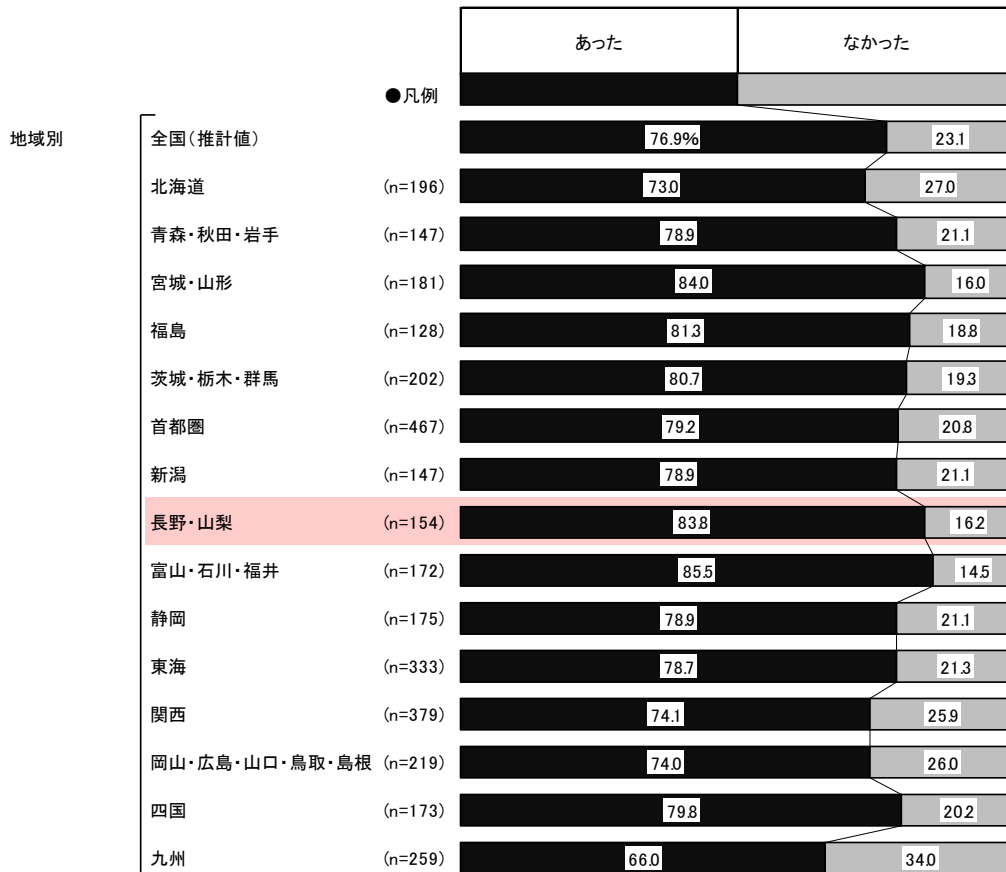 あった なかった
●凡例
地域別 全国(推計値) 76.9% 23.1
北海道 (n=196) 73.0 27.0
青森・秋田・岩手 (n=147) 78.9 21.1
宮城・山形 (n=181) 84.0 16.0
福島 (n=128) 81.3 18.8
茨城・栃木・群馬 (n=202) 80.7 19.3
首都圏 (n=467) 79.2 20.8
新潟 (n=147) 78.9 21.1
長野・山梨 (n=154) 83.8 16.2
富山・石川・福井 (n=172) 85.5 14.5
静岡 (n=175) 78.9 21.1
東海 (n=333) 78.7 21.3
関西 (n=379) 74.1 25.9
岡山・広島・山口・鳥取・島根 (n=219) 74.0 26.0
四国 (n=173) 79.8 20.2
九州 (n=259) 66.0 34.0